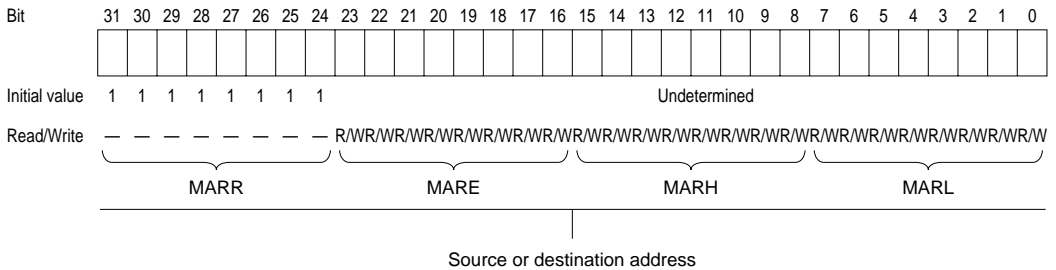 Bit 31 30 29 28 27 26 25 24 23 22 21 20 19 18 17 16 15 14 13 12 11 10 9 8 7 6 5 4 3 2 1 0
Initial value 1 1 1 1 1 1 1 1 Undetermined
Read/Write — — — — — — — — R/WR/WR/WR/WR/WR/WR/WR/WR/WR/WR/WR/WR/WR/WR/WR/WR/WR/WR/WR/WR/WR/WR/WR/W
MARR MARE MARH MARL
Source or destination address